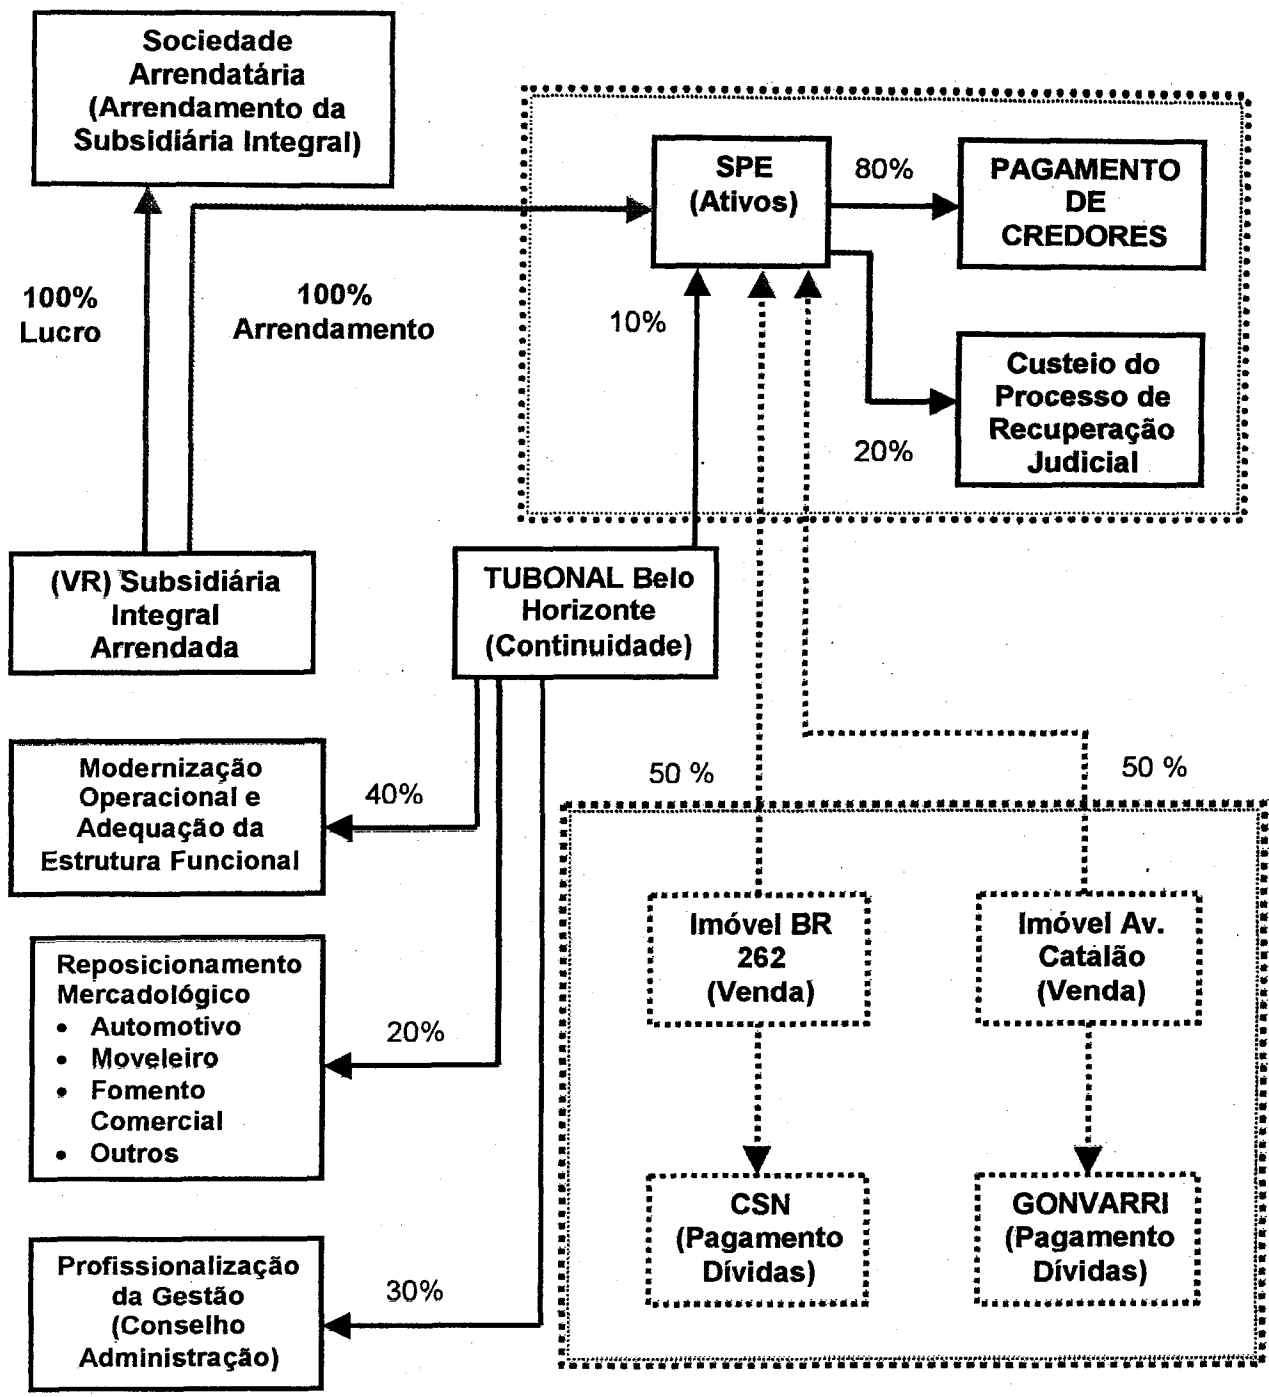 Sociedade
Arrendatária
(Arrendamento da
Subsidiária Integral)
SPE
(Ativos)
80%
PAGAMENTO
DE
CREDORES
100%
Lucro
100%
Arrendamento
10%
Custeio do
Processo de
Recuperação
Judicial
20%
(VR) Subsidiária
Integral
Arrendada
TUBONAL Belo
Horizonte
(Continuidade)
Modernização
Operacional e
Adequação da
Estrutura Funcional
40%
50 %
50 %
Reposicionamento
Mercadológico
• Automotivo
• Moveleiro
• Fomento
Comercial
• Outros
20%
Imóvel BR
262
(Venda)
Imóvel Av.
Catalão
(Venda)
CSN
(Pagamento
Dívidas)
GONVARRI
(Pagamento
Dívidas)
Profissionalização
da Gestão
(Conselho
Administração)
30%